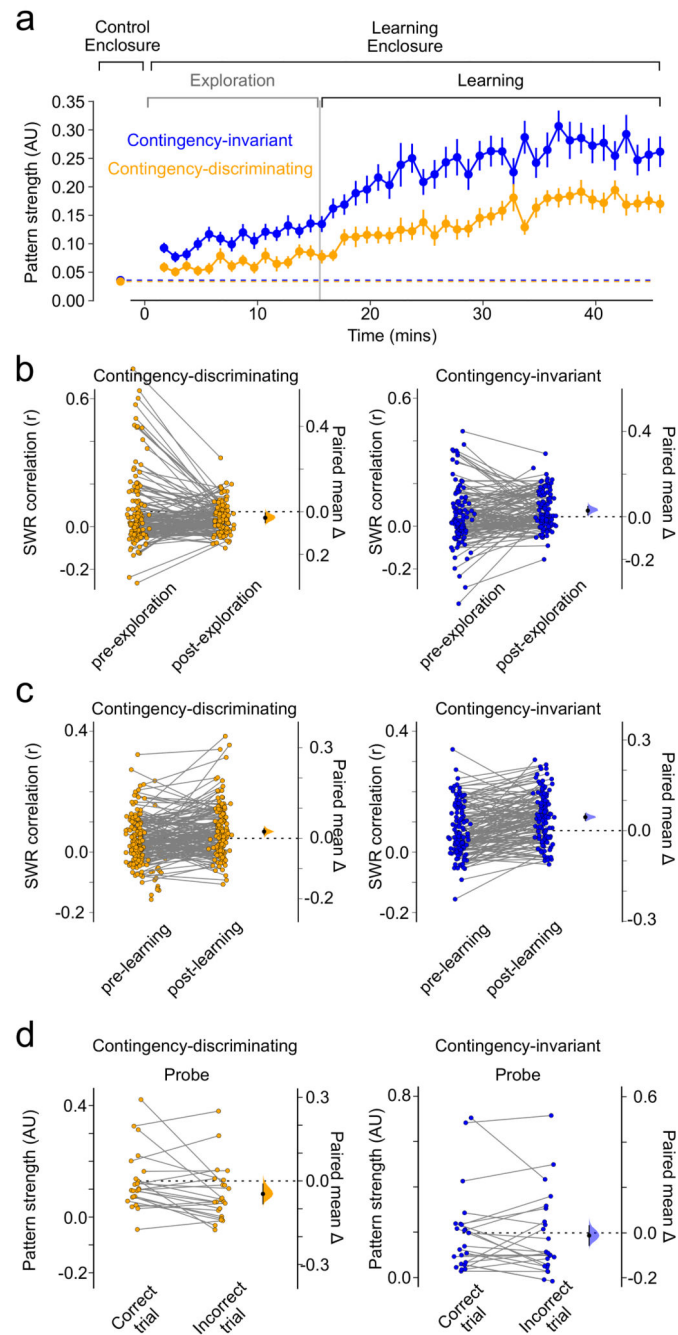 a
Control
Enclosure
Learning
Enclosure
Exploration
Learning
Contingency-invariant
Contingency-discriminating
Pattern strength (AU)
0.35
0.30
0.25
0.20
0.15
0.10
0.05
0.00
0
10
20
30
40
Time (mins)
b
Contingency-discriminating
SWR correlation (r)
0.6
0.0
-0.2
0.4
-0.0
0.2
Paired mean Δ
pre-exploration
post-exploration
Contingency-invariant
SWR correlation (r)
0.6
0.0
-0.2
0.4
0.0
-0.2
Paired mean Δ
pre-exploration
post-exploration
c
Contingency-discriminating
SWR correlation (r)
0.4
0.0
-0.2
0.3
0.0
-0.2
Paired mean Δ
pre-learning
post-learning
Contingency-invariant
SWR correlation (r)
0.4
0.0
-0.2
0.3
0.0
-0.3
Paired mean Δ
pre-learning
post-learning
d
Contingency-discriminating
Probe
Pattern strength (AU)
0.4
0.0
-0.2
0.3
0.0
-0.3
Paired mean Δ
Correct
trial
Incorrect
trial
Contingency-invariant
Probe
Pattern strength (AU)
0.8
0.0
0.6
0.0
-0.2
Paired mean Δ
Correct
trial
Incorrect
trial